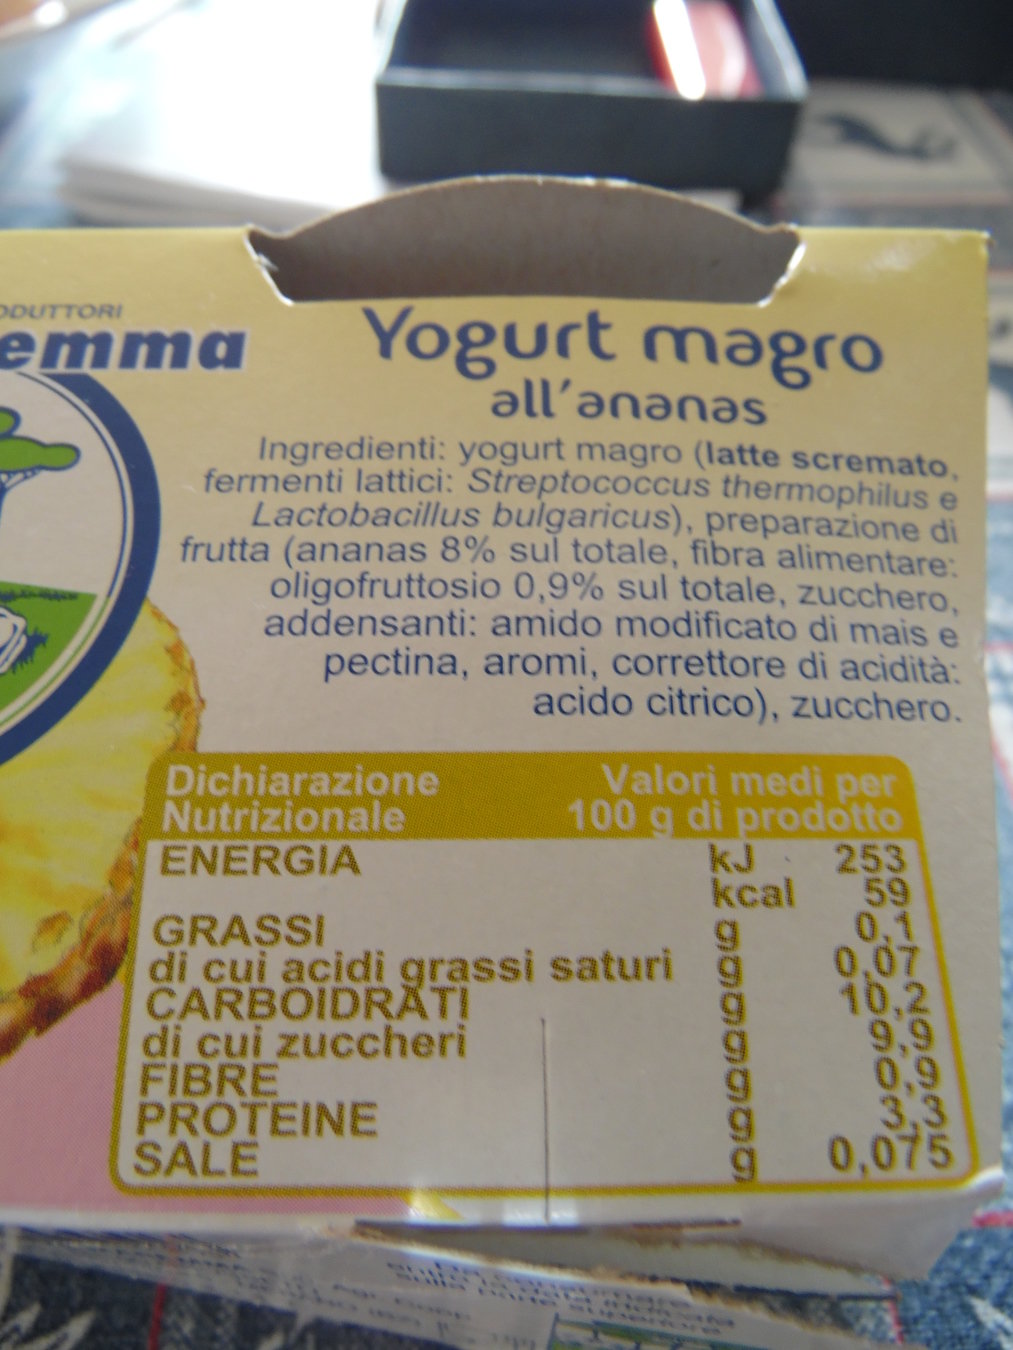 ODUTTORI
emma
Yogurt magro
all'ananas
Ingredienti: yogurt magro (latte scremato,
fermenti lattici: Streptococcus thermophilus e
Lactobacillus bulgaricus), preparazione di
frutta (ananas 8% sul totale, fibra alimentare:
oligofruttosio 0,9% sul totale, zucchero,
addensanti: amido modificato di mais e
pectina, aromi, correttore di acidità:
acido citrico), zucchero.
Dichiarazione Valori medi per
Nutrizionale 100 g di prodotto
ENERGIA kJ 253
kcal 59
GRASSI g 0,1
di cui acidi grassi saturi g 0,07
CARBOIDRATI g 10,2
di cui zuccheri g 9,9
FIBRE g 0,9
PROTEINE g 3,3
SALE g 0,075